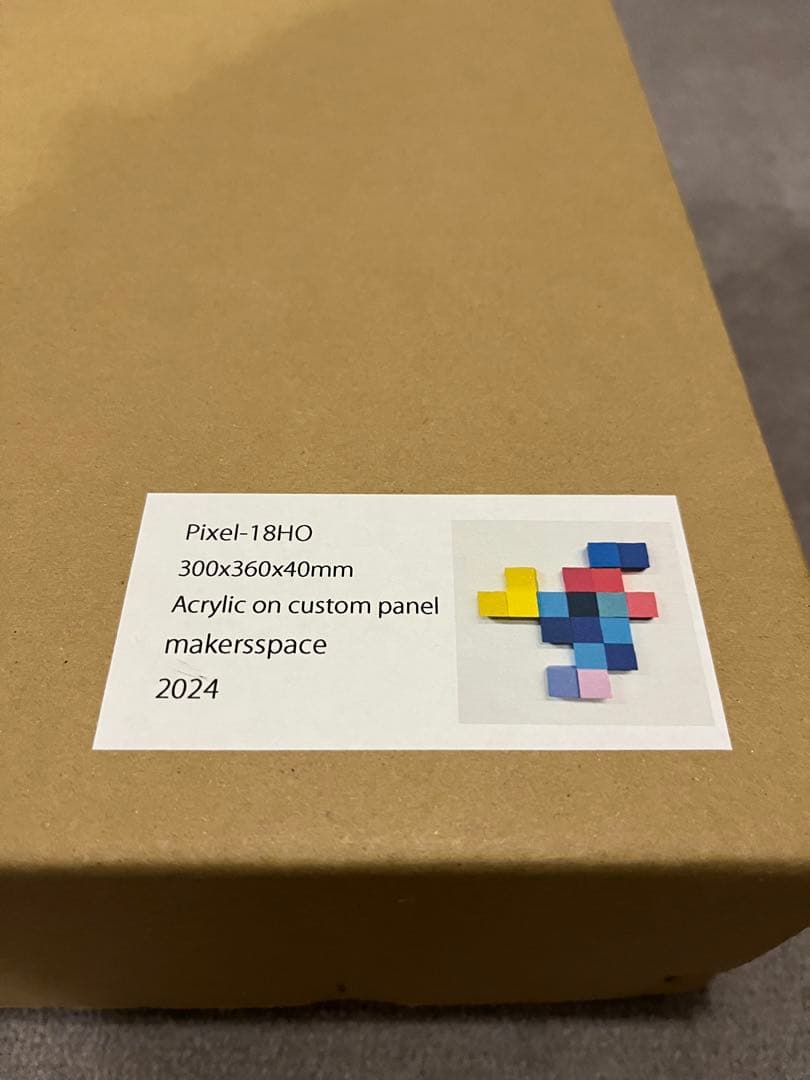 Pixel-18HO
300x360x40mm
Acrylic on custom panel
makersspace
2024